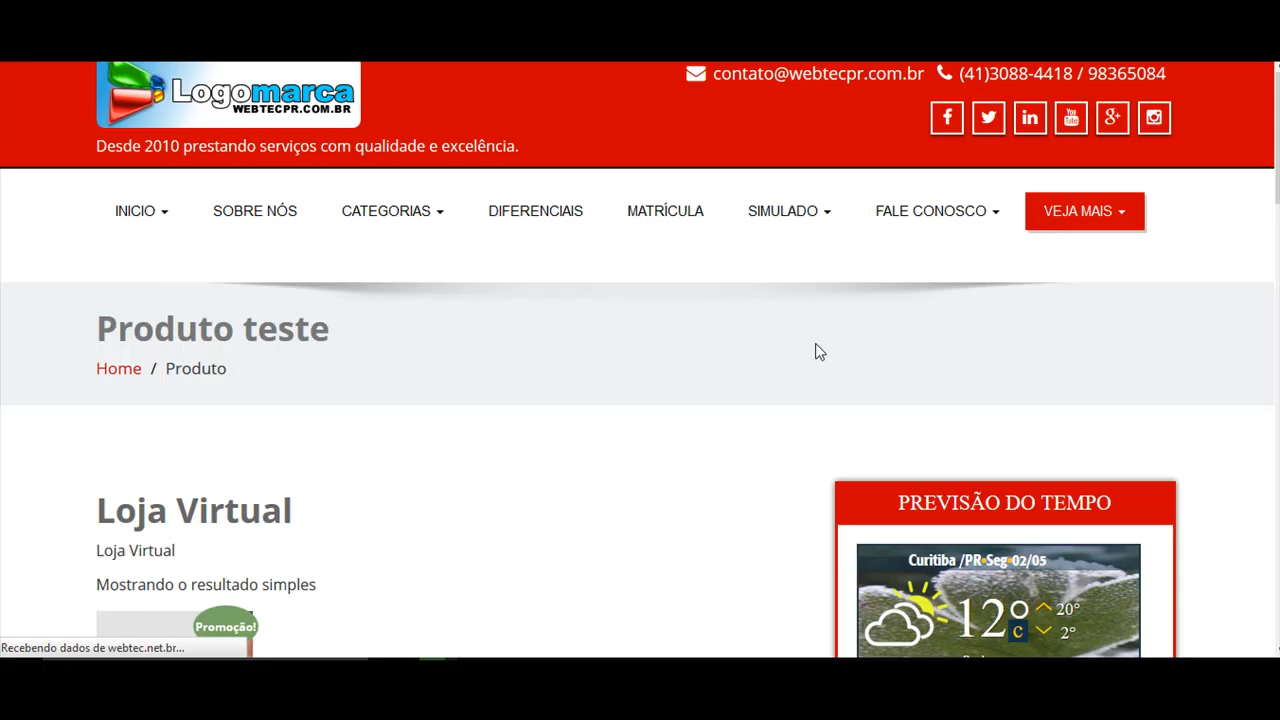 Logomarca
WEBTECPR.COM.BR
contato@webtecpr.com.br (41)3088-4418 / 98365084
Desde 2010 prestando serviços com qualidade e excelência.
INICIO SOBRE NÓS CATEGORIAS DIFERENCIAIS MATRÍCULA SIMULADO FALE CONOSCO VEJA MAIS
Produto teste
Home / Produto
Loja Virtual
Loja Virtual
Mostrando o resultado simples
Promoção!
PREVISÃO DO TEMPO
Curitiba /PR•Seg•02/05
12° c 20°
2°
Recebendo dados de webtec.net.br...